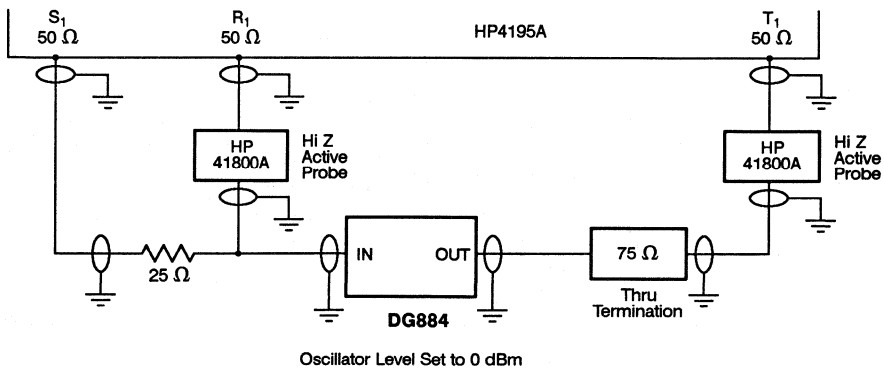 S1
50 Ω
R1
50 Ω
HP4195A
T1
50 Ω
HP
41800A
Hi Z
Active
Probe
HP
41800A
Hi Z
Active
Probe
25 Ω
IN
OUT
75 Ω
Thru
Termination
DG884
Oscillator Level Set to 0 dBm